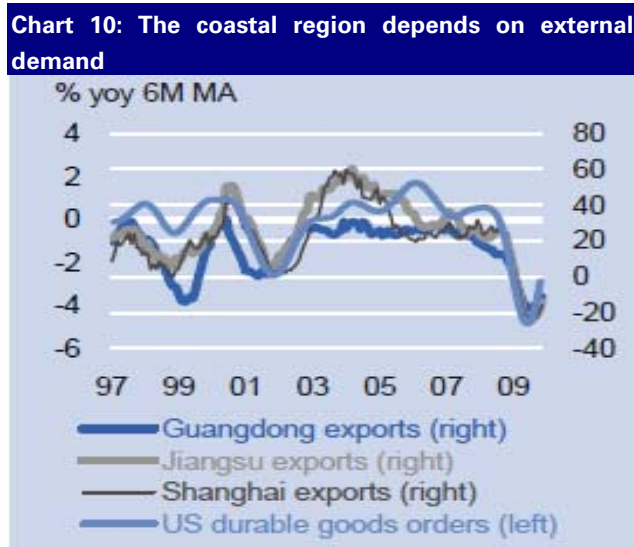 Chart 10: The coastal region depends on external
demand
% yoy 6M MA
4 80
2 60
0 40
-2 20
-4 0
-6 -20
-40
97 99 01 03 05 07 09
Guangdong exports (right)
Jiangsu exports (right)
Shanghai exports (right)
US durable goods orders (left)